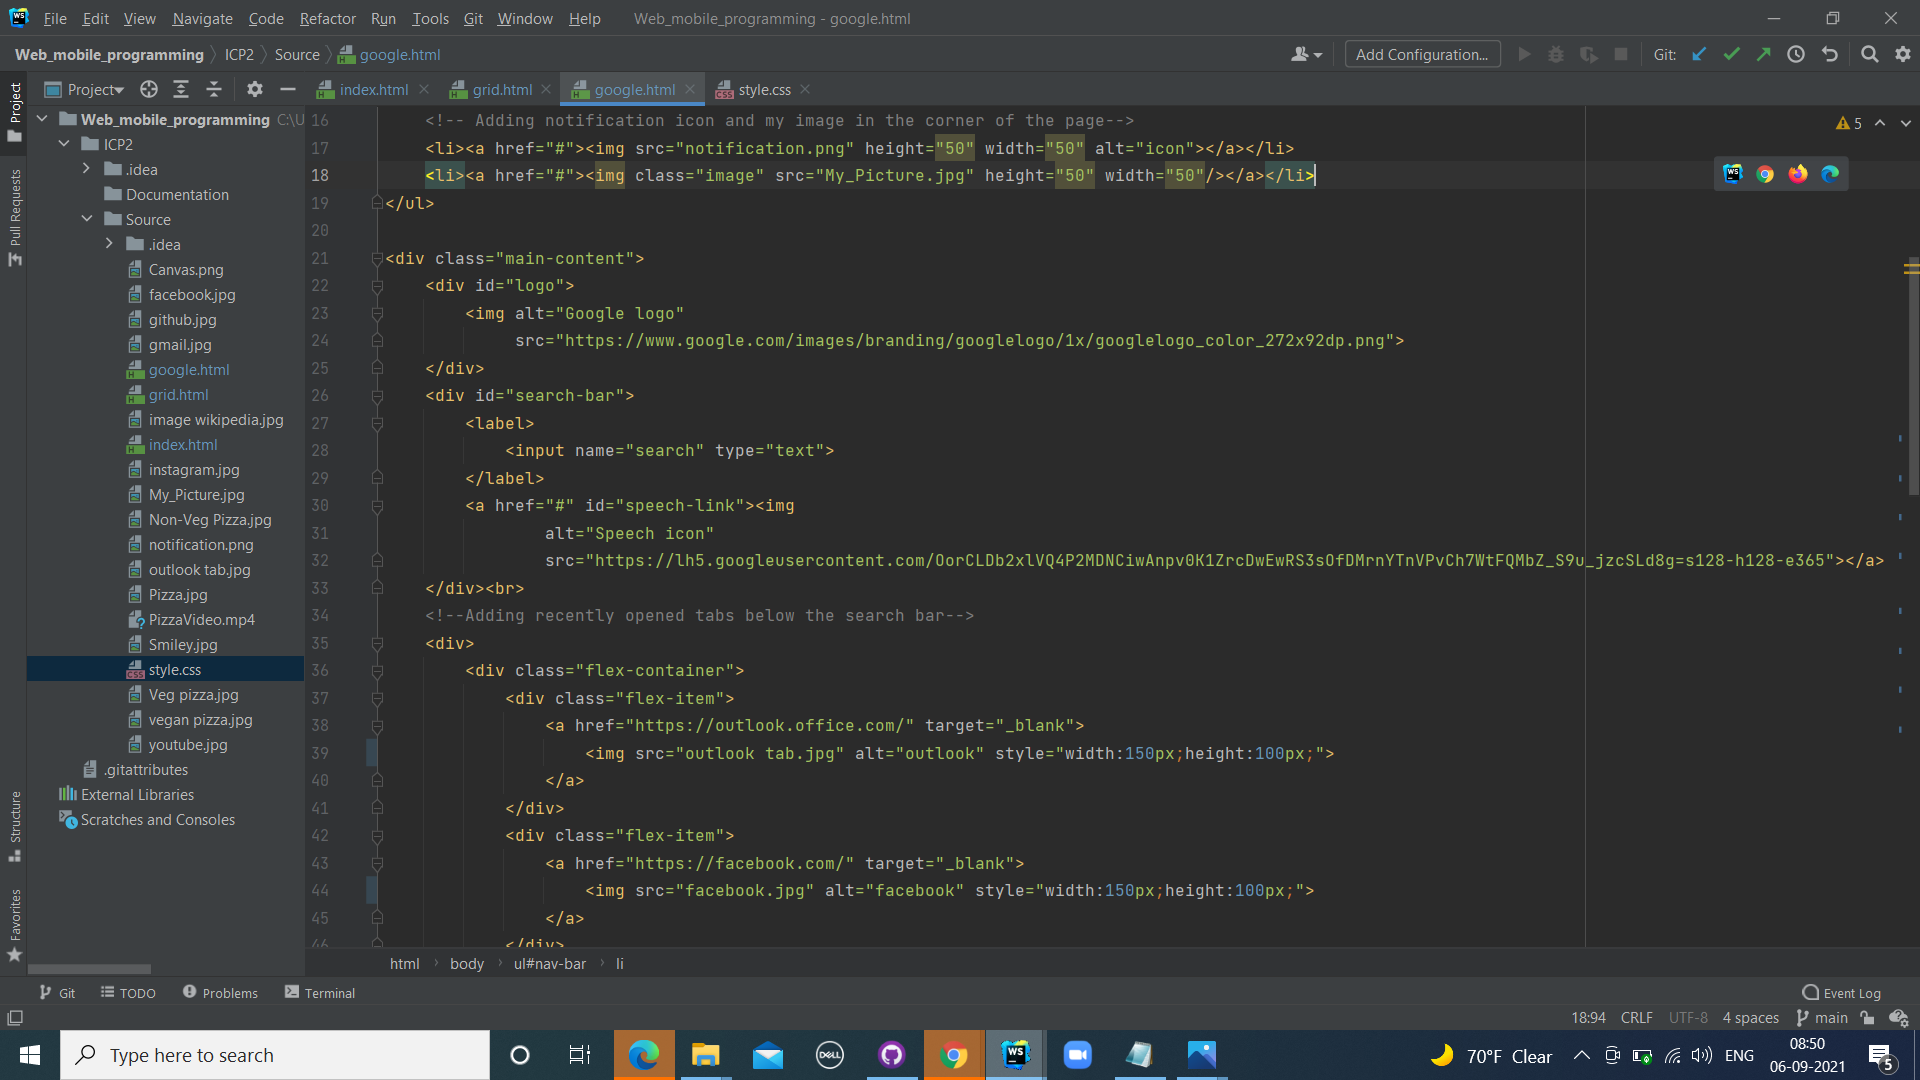 File Edit View Navigate Code Refactor Run Tools Git Window Help Web_mobile_programming - google.html
Web_mobile_programming ICP2 Source google.html Add Configuration... Git:
Project index.html grid.html google.html style.css
Project
Pull Requests
Structure
Favorites
Web_mobile_programming C:\U
ICP2
.idea
Documentation
Source
.idea
Canvas.png
facebook.jpg
github.jpg
gmail.jpg
google.html
grid.html
image wikipedia.jpg
index.html
instagram.jpg
My_Picture.jpg
Non-Veg Pizza.jpg
notification.png
outlook tab.jpg
Pizza.jpg
PizzaVideo.mp4
Smiley.jpg
style.css
Veg pizza.jpg
vegan pizza.jpg
youtube.jpg
.gitattributes
External Libraries
Scratches and Consoles
5
16 <!-- Adding notification icon and my image in the corner of the page-->
17 <li><a href="#"><img src="notification.png" height="50" width="50" alt="icon"></a></li>
18 <li><a href="#"><img class="image" src="My_Picture.jpg" height="50" width="50"/></a></li>
19 </ul>
20
21 <div class="main-content">
22 <div id="logo">
23 <img alt="Google logo"
24 src="https://www.google.com/images/branding/googlelogo/1x/googlelogo_color_272x92dp.png">
25 </div>
26 <div id="search-bar">
27 <label>
28 <input name="search" type="text">
29 </label>
30 <a href="#" id="speech-link"><img
31 alt="Speech icon"
32 src="https://lh5.googleusercontent.com/OorCLDb2xlVQ4P2MDNCiwAnpv0K1ZrcDwEwRS3sOfDMrnYTnVPvCh7WtFQMbZ_S9u_jzcSLd8g=s128-h128-e365"></a>
33 </div><br>
34 <!--Adding recently opened tabs below the search bar-->
35 <div>
36 <div class="flex-container">
37 <div class="flex-item">
38 <a href="https://outlook.office.com/" target="_blank">
39 <img src="outlook tab.jpg" alt="outlook" style="width:150px;height:100px;">
40 </a>
41 </div>
42 <div class="flex-item">
43 <a href="https://facebook.com/" target="_blank">
44 <img src="facebook.jpg" alt="facebook" style="width:150px;height:100px;">
45 </a>
46 </div>
html body ul#nav-bar li
Git TODO Problems Terminal Event Log
18:94 CRLF UTF-8 4 spaces main
Type here to search
DELL
WS
70°F Clear
ENG
08:50
06-09-2021
5